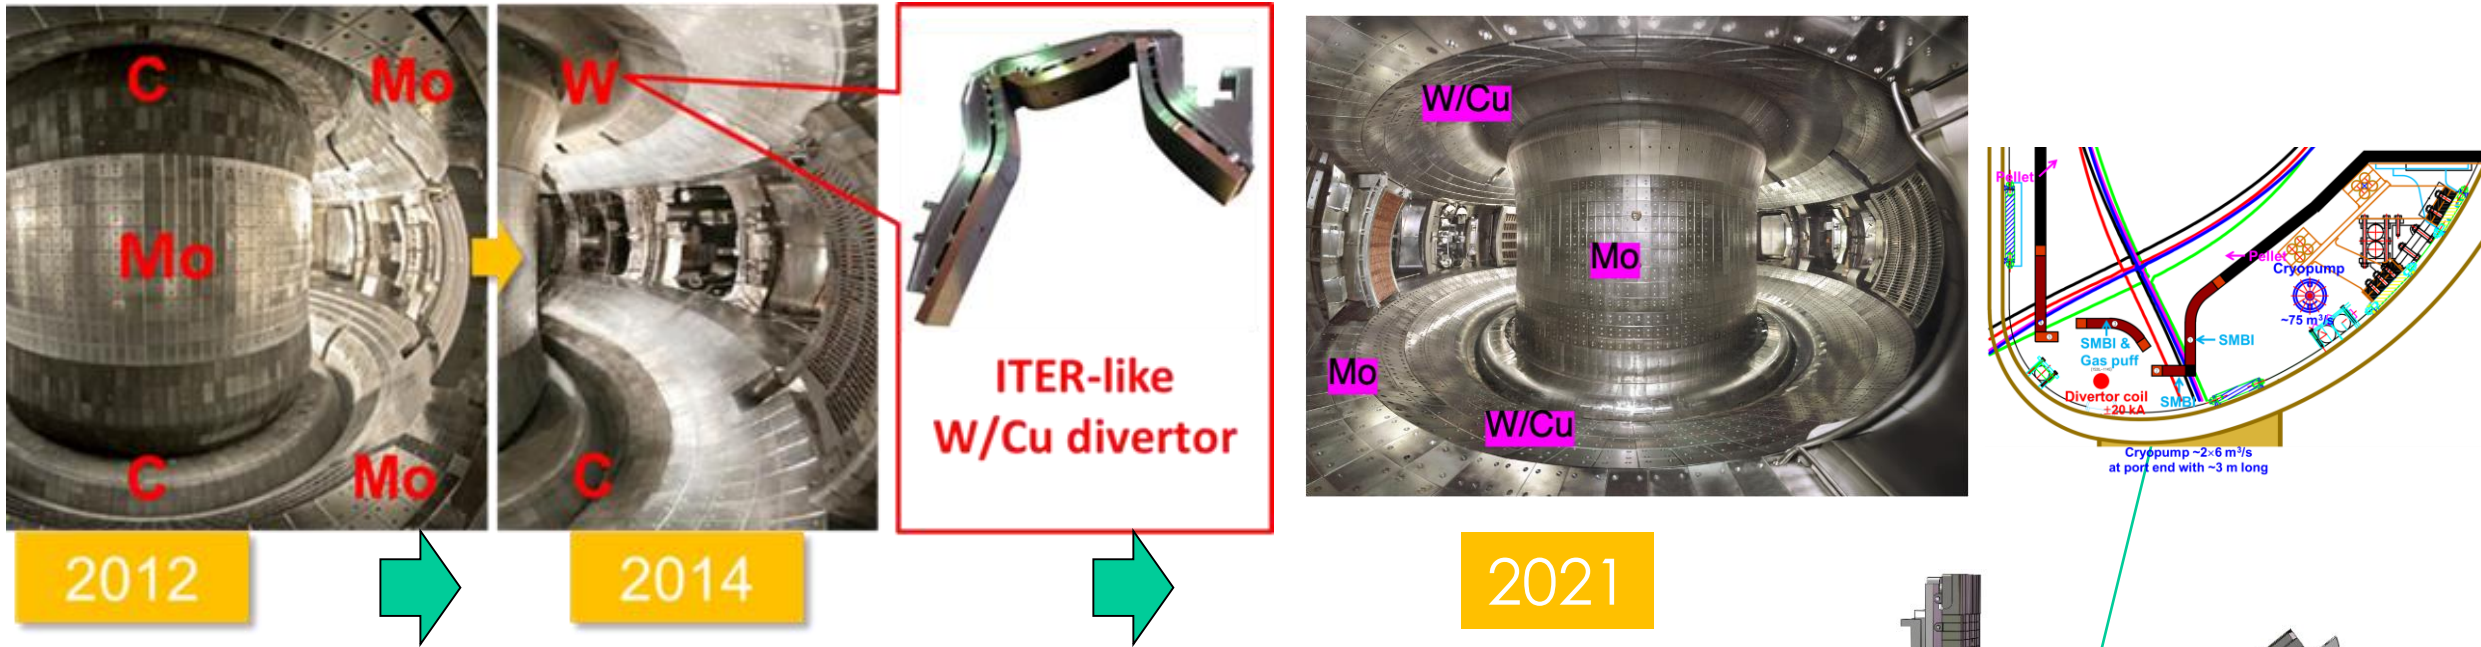 C
Mo
Mo
C
Mo
2012
W
C
2014
ITER-like
W/Cu divertor
W/Cu
Mo
Mo
W/Cu
2021
Pellet
Pellet
Cryopump
~75 m³/s
SMBI &
Gas puff
SMBI
Divertor coil
±20 kA
SMBI
Cryopump ~2×6 m³/s
at port end with ~3 m long